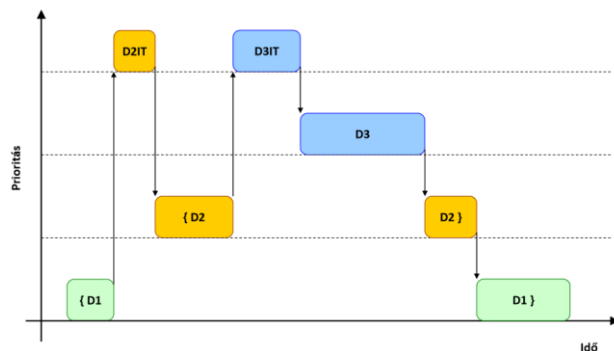 D2IT
D3IT
D3
{ D2
D2 }
{ D1
D1 }
Prioritás
Idő